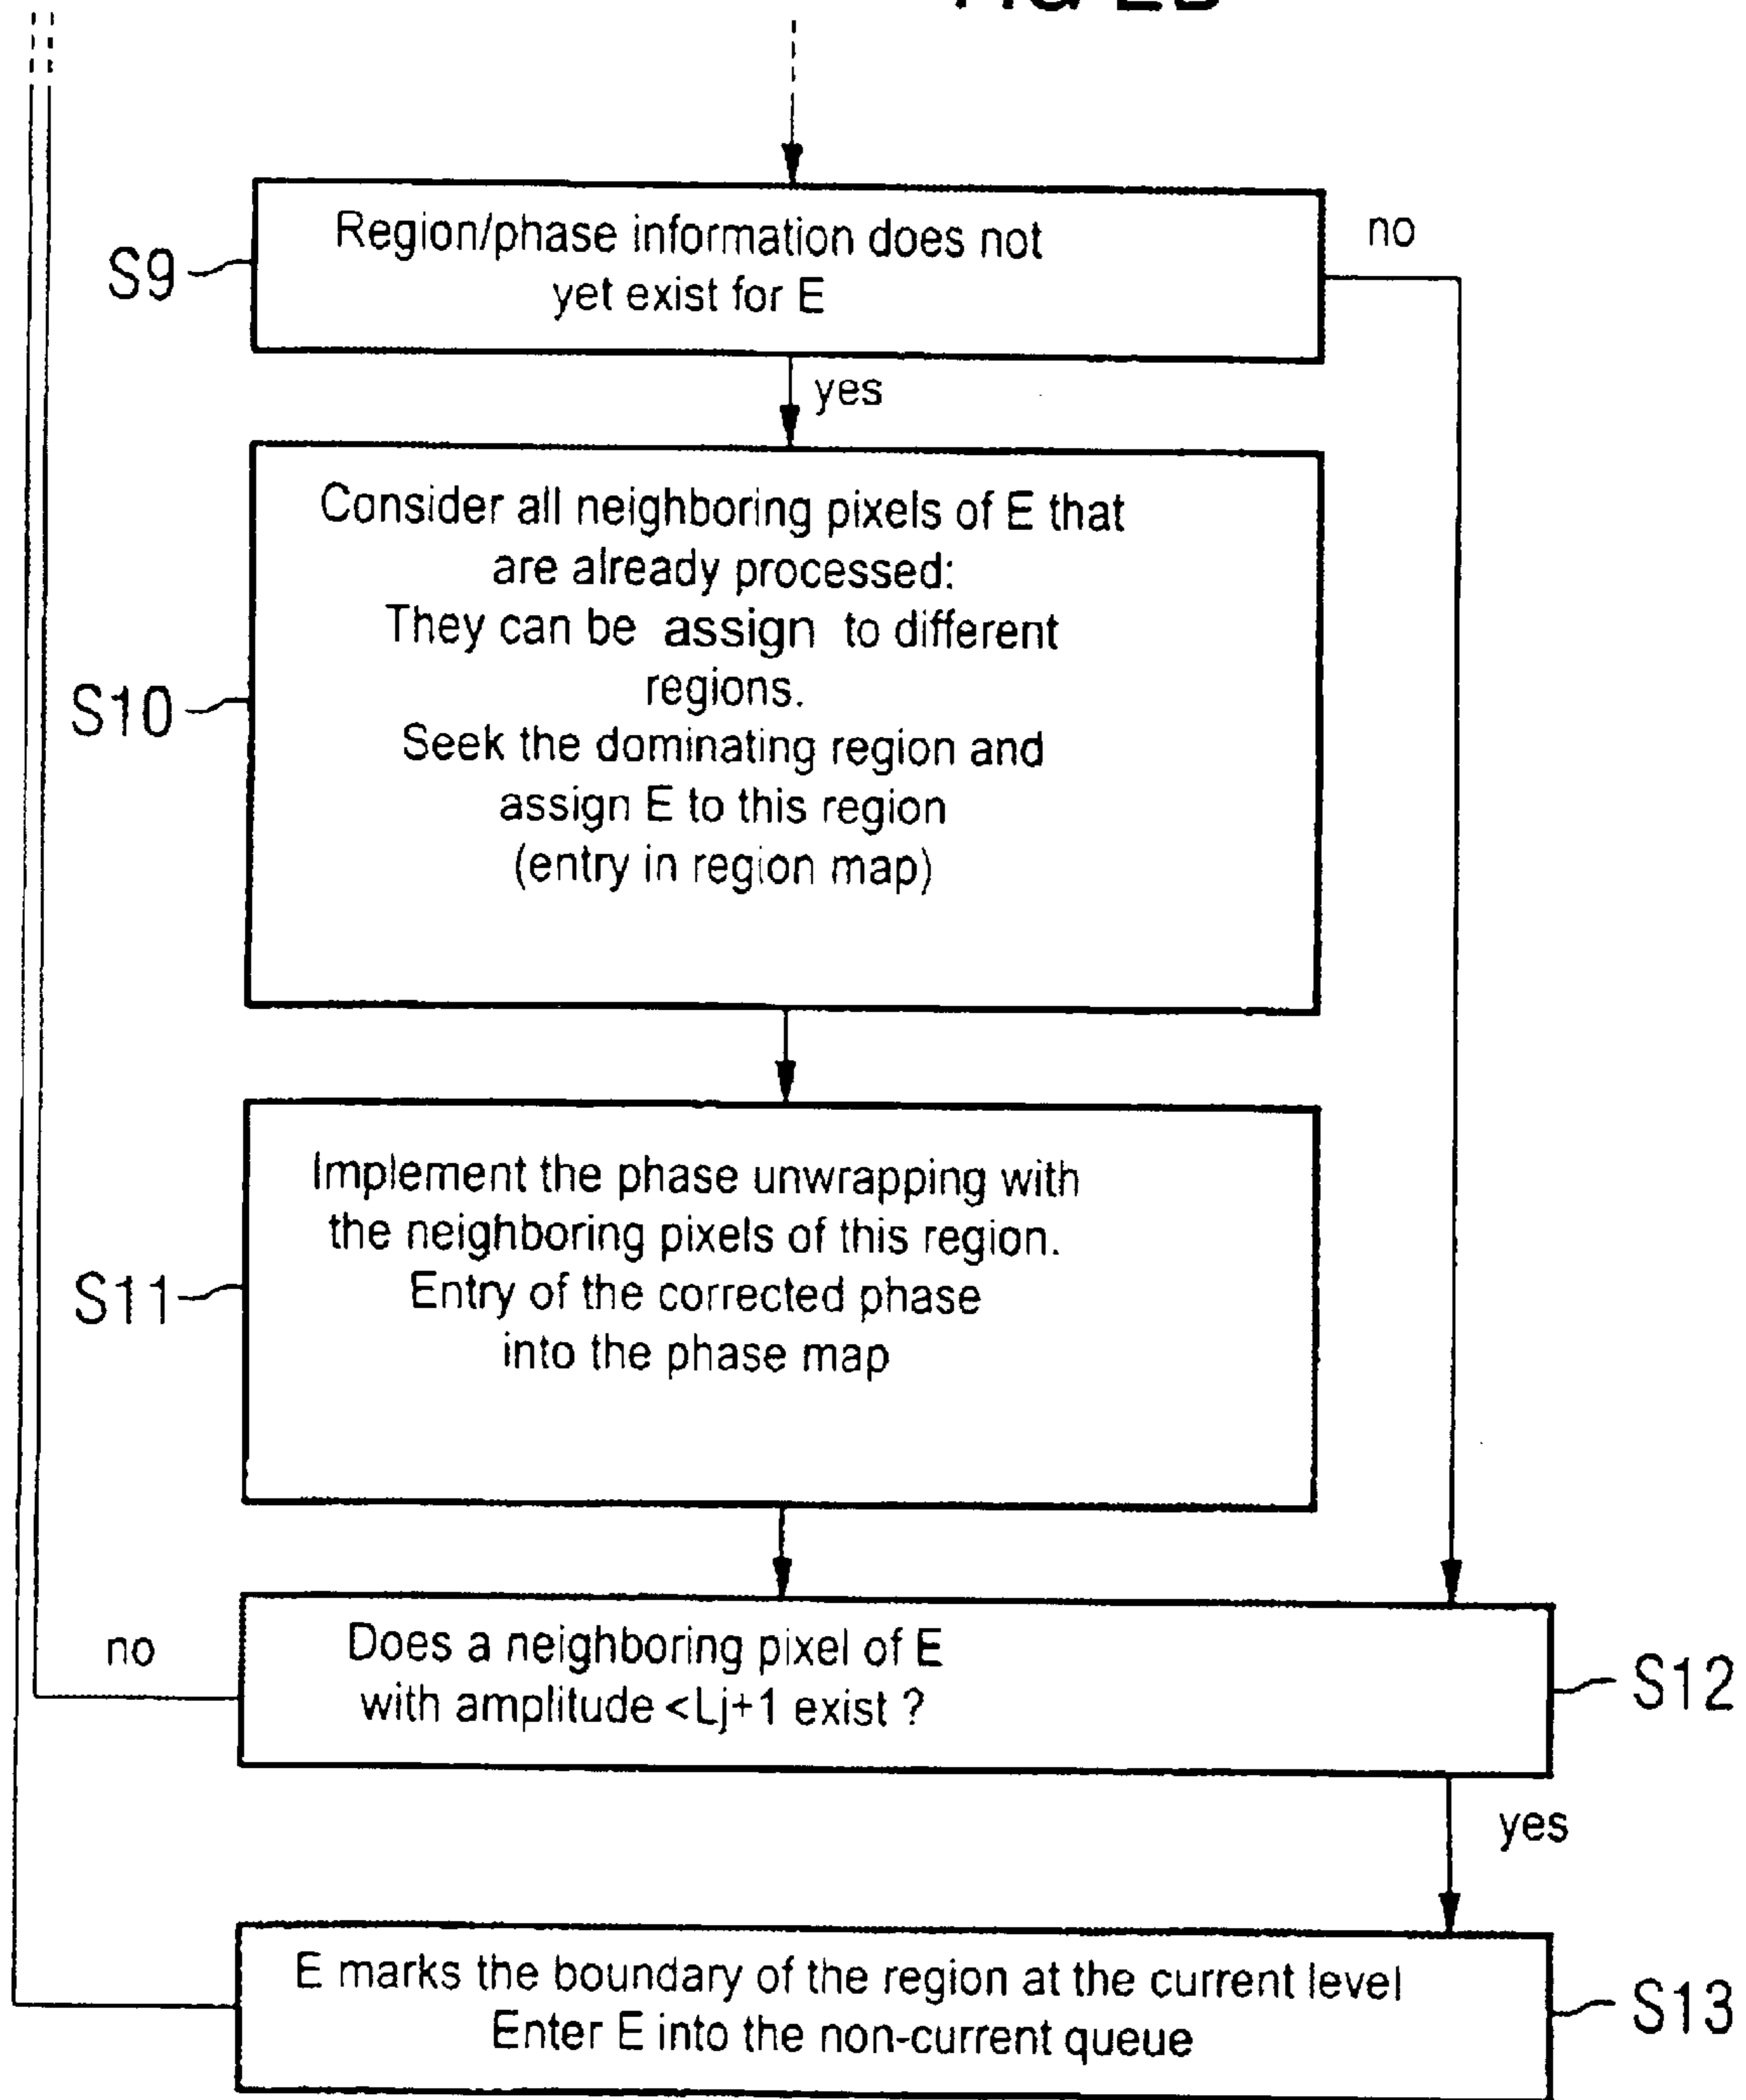 S9
Region/phase information does not
yet exist for E
no
yes
S10
Consider all neighboring pixels of E that
are already processed:
They can be assign to different
regions.
Seek the dominating region and
assign E to this region
(entry in region map)
S11
Implement the phase unwrapping with
the neighboring pixels of this region.
Entry of the corrected phase
into the phase map
no
Does a neighboring pixel of E
with amplitude <Lj+1 exist ?
S12
yes
E marks the boundary of the region at the current level
Enter E into the non-current queue
S13